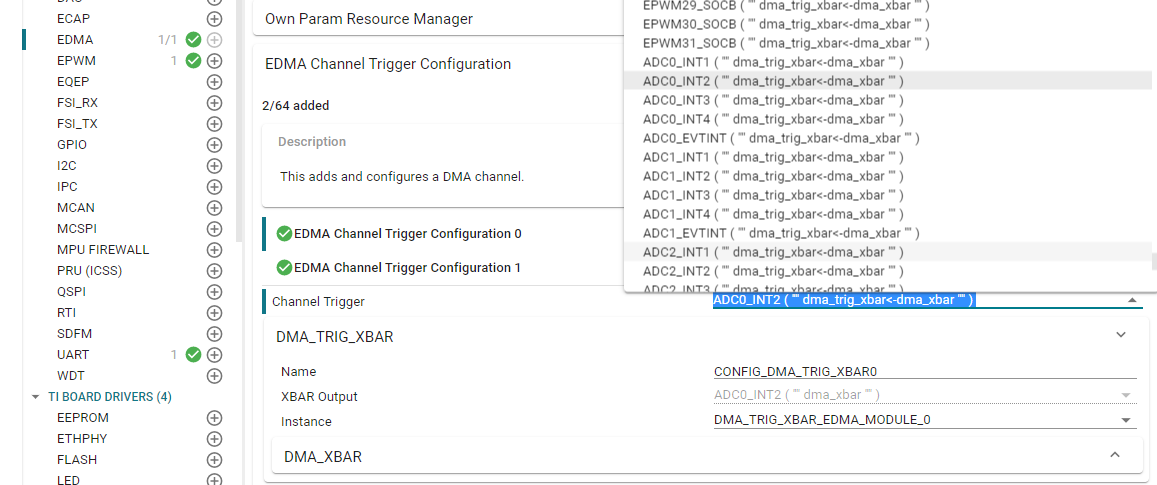 ECAP
EDMA 1/1
EPWM 1
EQEP
FSI_RX
FSI_TX
GPIO
I2C
IPC
MCAN
MCSPI
MPU FIREWALL
PRU (ICSS)
QSPI
RTI
SDFM
UART 1
WDT
TI BOARD DRIVERS (4)
EEPROM
ETHPHY
FLASH
LED
Own Param Resource Manager
EDMA Channel Trigger Configuration
2/64 added
Description
This adds and configures a DMA channel.
EDMA Channel Trigger Configuration 0
EDMA Channel Trigger Configuration 1
EPWM29_SOCB ( "" dma_trig_xbar<-dma_xbar "" )
EPWM30_SOCB ( "" dma_trig_xbar<-dma_xbar "" )
EPWM31_SOCB ( "" dma_trig_xbar<-dma_xbar "" )
ADC0_INT1 ( "" dma_trig_xbar<-dma_xbar "" )
ADC0_INT2 ( "" dma_trig_xbar<-dma_xbar "" )
ADC0_INT3 ( "" dma_trig_xbar<-dma_xbar "" )
ADC0_INT4 ( "" dma_trig_xbar<-dma_xbar "" )
ADC0_EVTINT ( "" dma_trig_xbar<-dma_xbar "" )
ADC1_INT1 ( "" dma_trig_xbar<-dma_xbar "" )
ADC1_INT2 ( "" dma_trig_xbar<-dma_xbar "" )
ADC1_INT3 ( "" dma_trig_xbar<-dma_xbar "" )
ADC1_INT4 ( "" dma_trig_xbar<-dma_xbar "" )
ADC1_EVTINT ( "" dma_trig_xbar<-dma_xbar "" )
ADC2_INT1 ( "" dma_trig_xbar<-dma_xbar "" )
ADC2_INT2 ( "" dma_trig_xbar<-dma_xbar "" )
ADC2_INT3 ( "" dma_trig_xbar<-dma_xbar "" )
Channel Trigger ADC0_INT2 ( "" dma_trig_xbar<-dma_xbar "" )
DMA_TRIG_XBAR
Name CONFIG_DMA_TRIG_XBAR0
XBAR Output ADC0_INT2 ( "" dma_xbar "" )
Instance DMA_TRIG_XBAR_EDMA_MODULE_0
DMA_XBAR